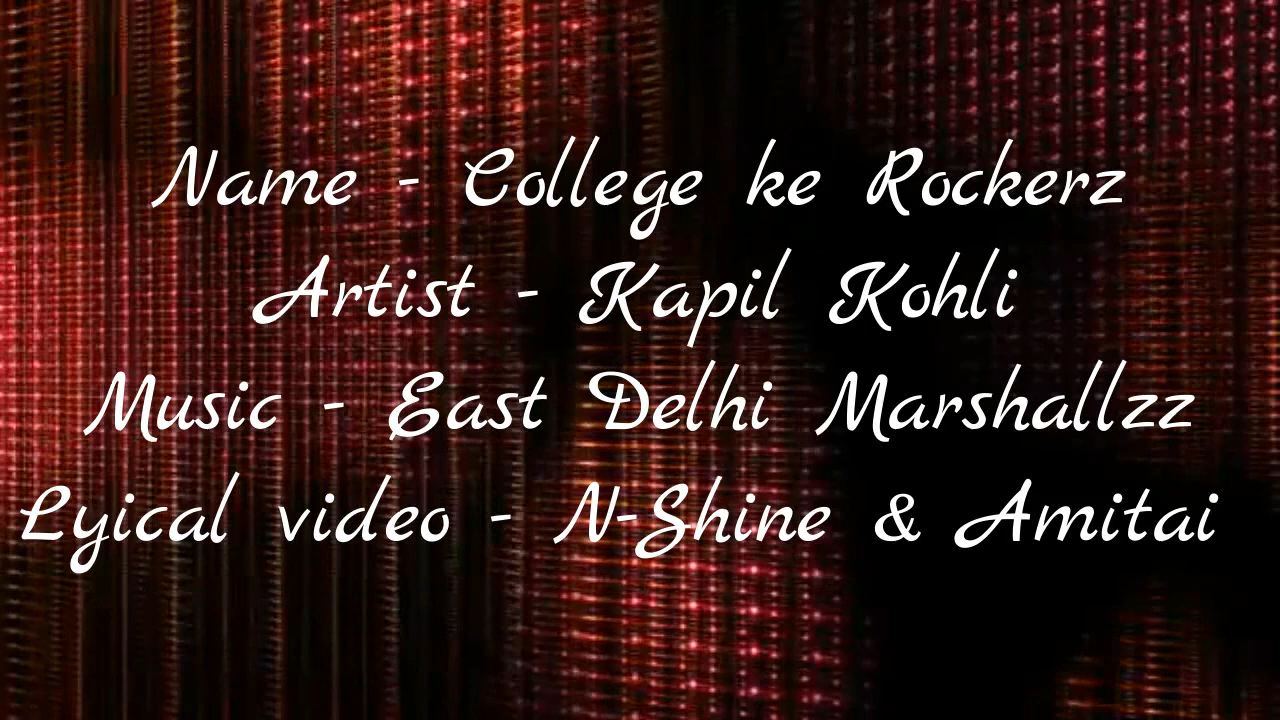 Name - College ke Rockerz
Artist - Kapil Kohli
Music - East Delhi Marshallzz
Lyical video - N-Shine & Amitai